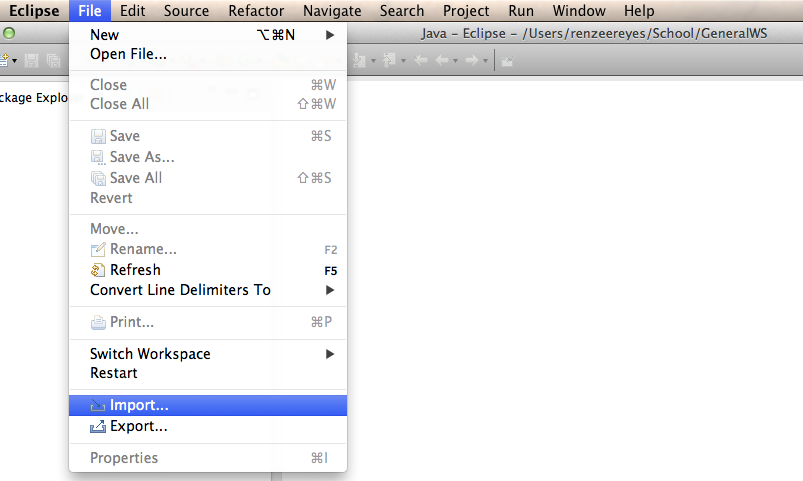 Eclipse File Edit Source Refactor Navigate Search Project Run Window Help
Java – Eclipse – /Users/renzeereyes/School/GeneralWS
New ⌥⌘N ▶
Open File...
ckage Explo
Close ⌘W
Close All ⇧⌘W
Save ⌘S
Save As...
Save All ⇧⌘S
Revert
Move...
Rename... F2
Refresh F5
Convert Line Delimiters To ▶
Print... ⌘P
Switch Workspace ▶
Restart
Import...
Export...
Properties ⌘I